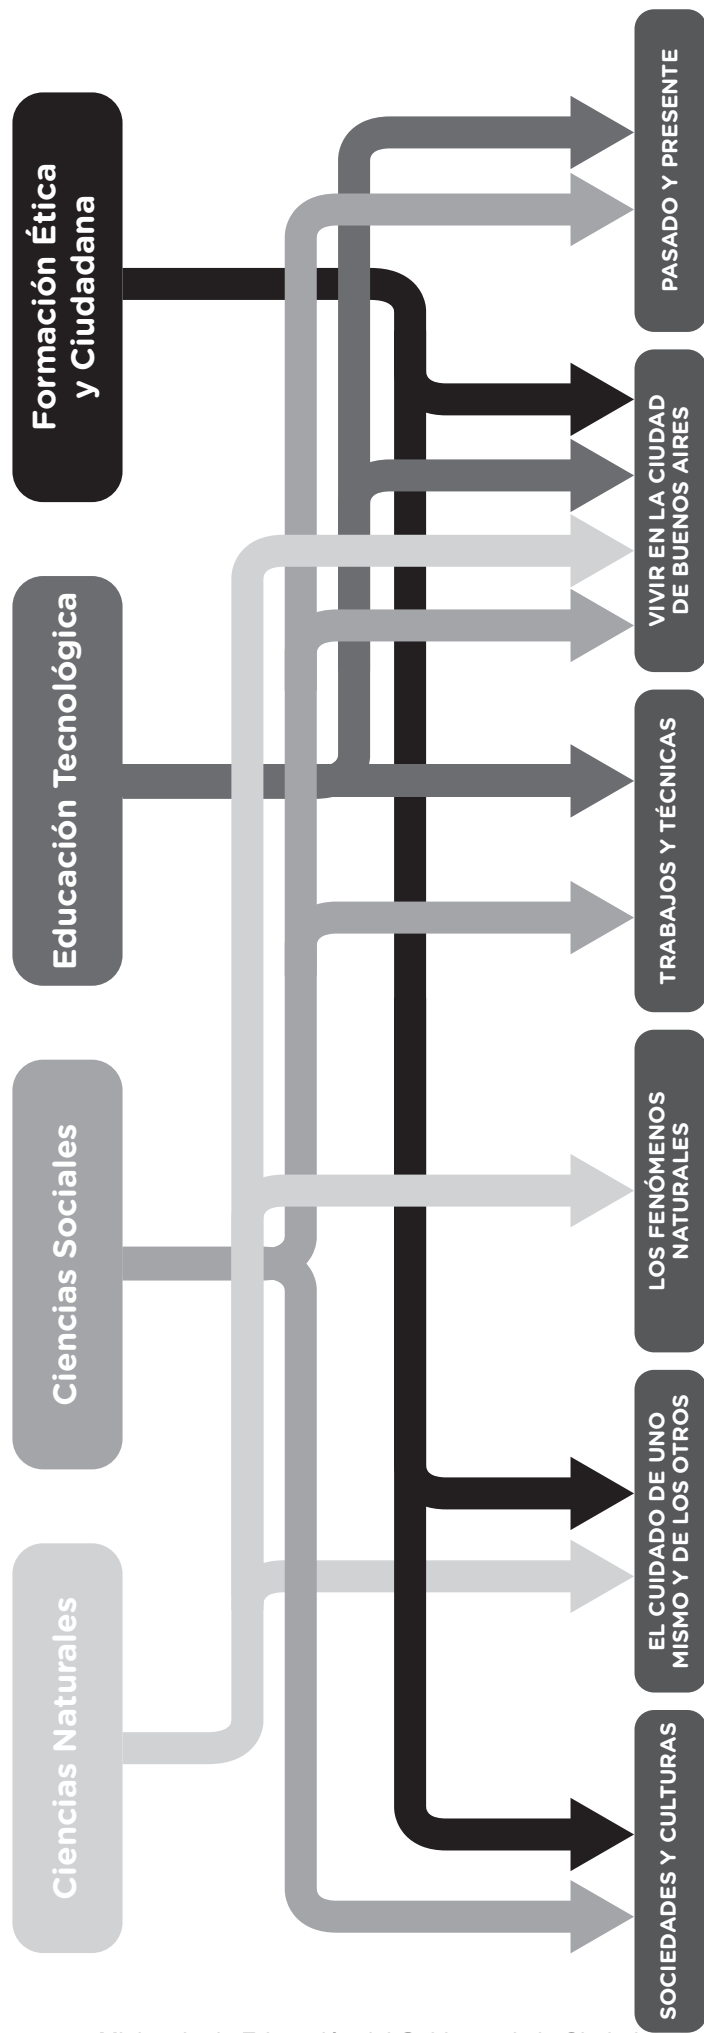 Ciencias Naturales
Ciencias Sociales
Educación Tecnológica
Formación Ética
y Ciudadana
SOCIEDADES Y CULTURAS
EL CUIDADO DE UNO
MISMO Y DE LOS OTROS
LOS FENÓMENOS
NATURALES
TRABAJOS Y TÉCNICAS
VIVIR EN LA CIUDAD
DE BUENOS AIRES
PASADO Y PRESENTE